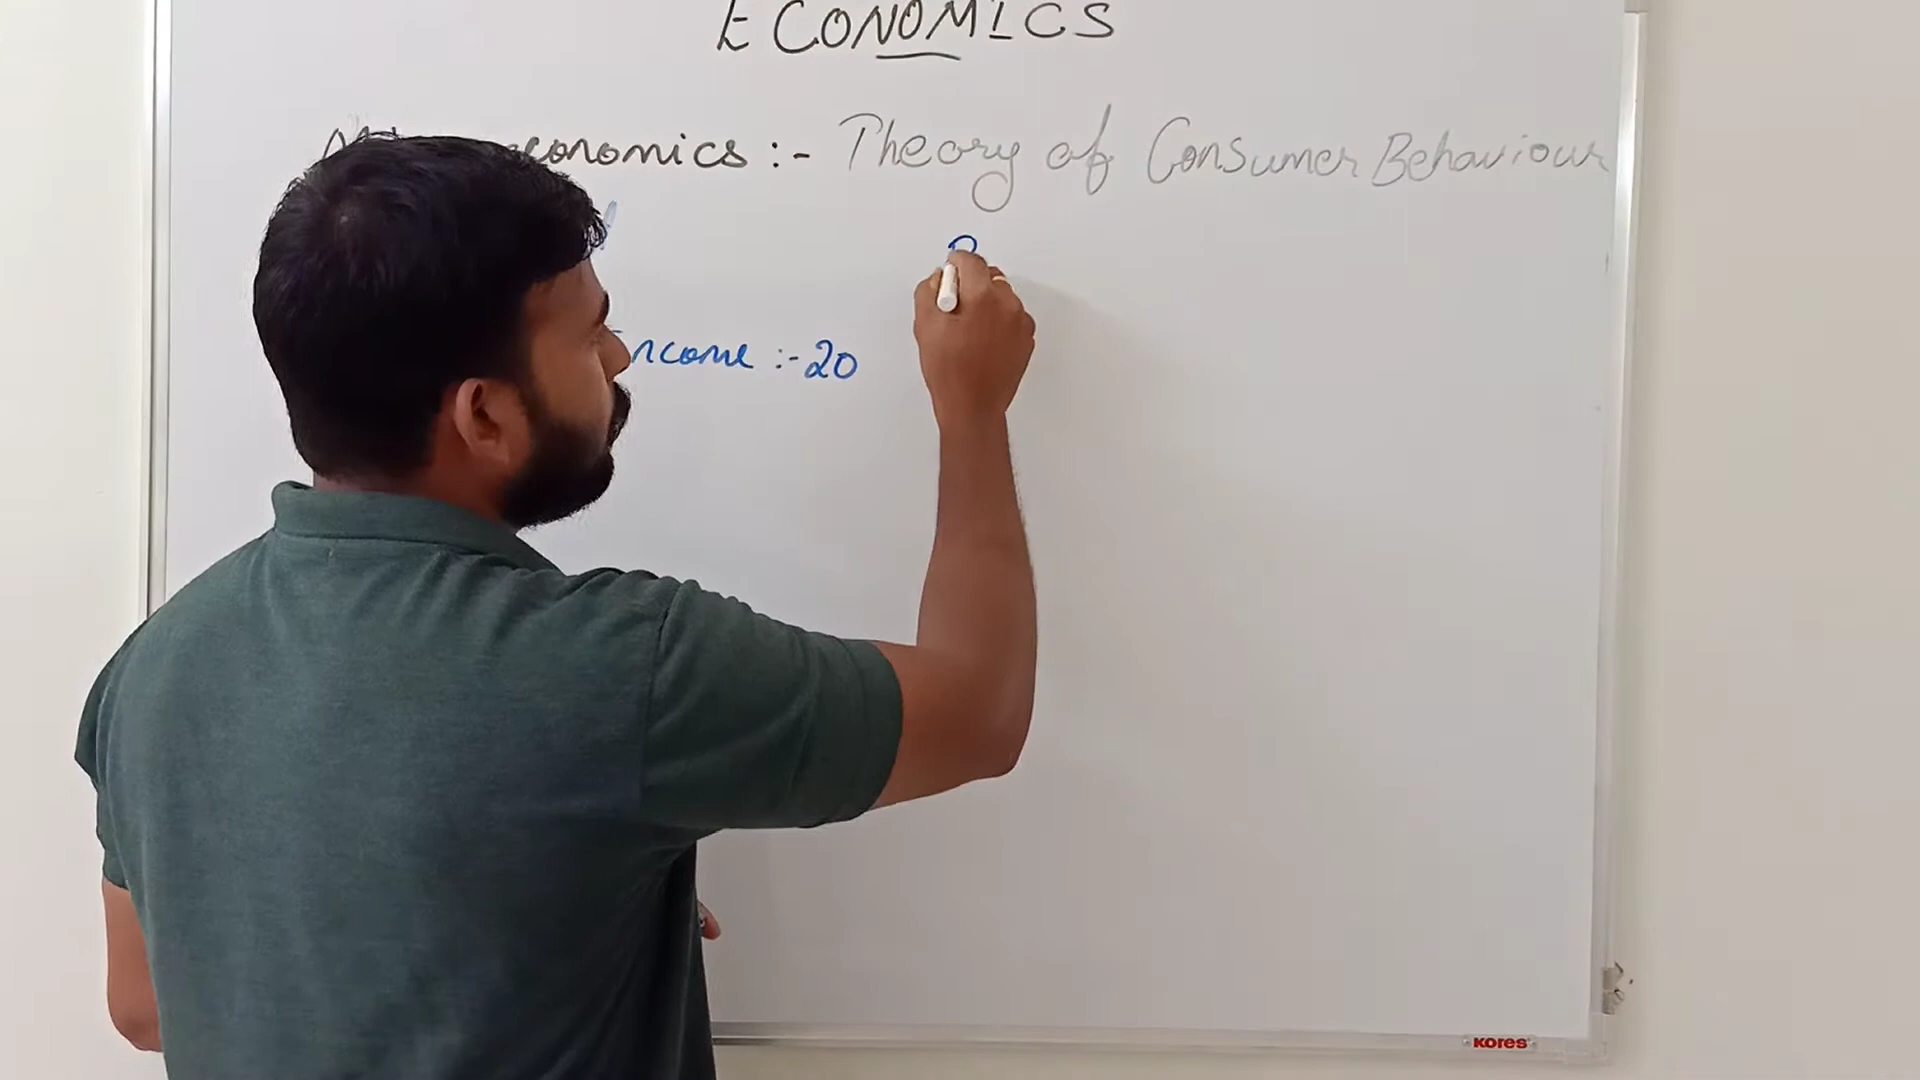 ECONOMICS
economics :- Theory of Consumer Behaviour
ncome :- 20
KORES